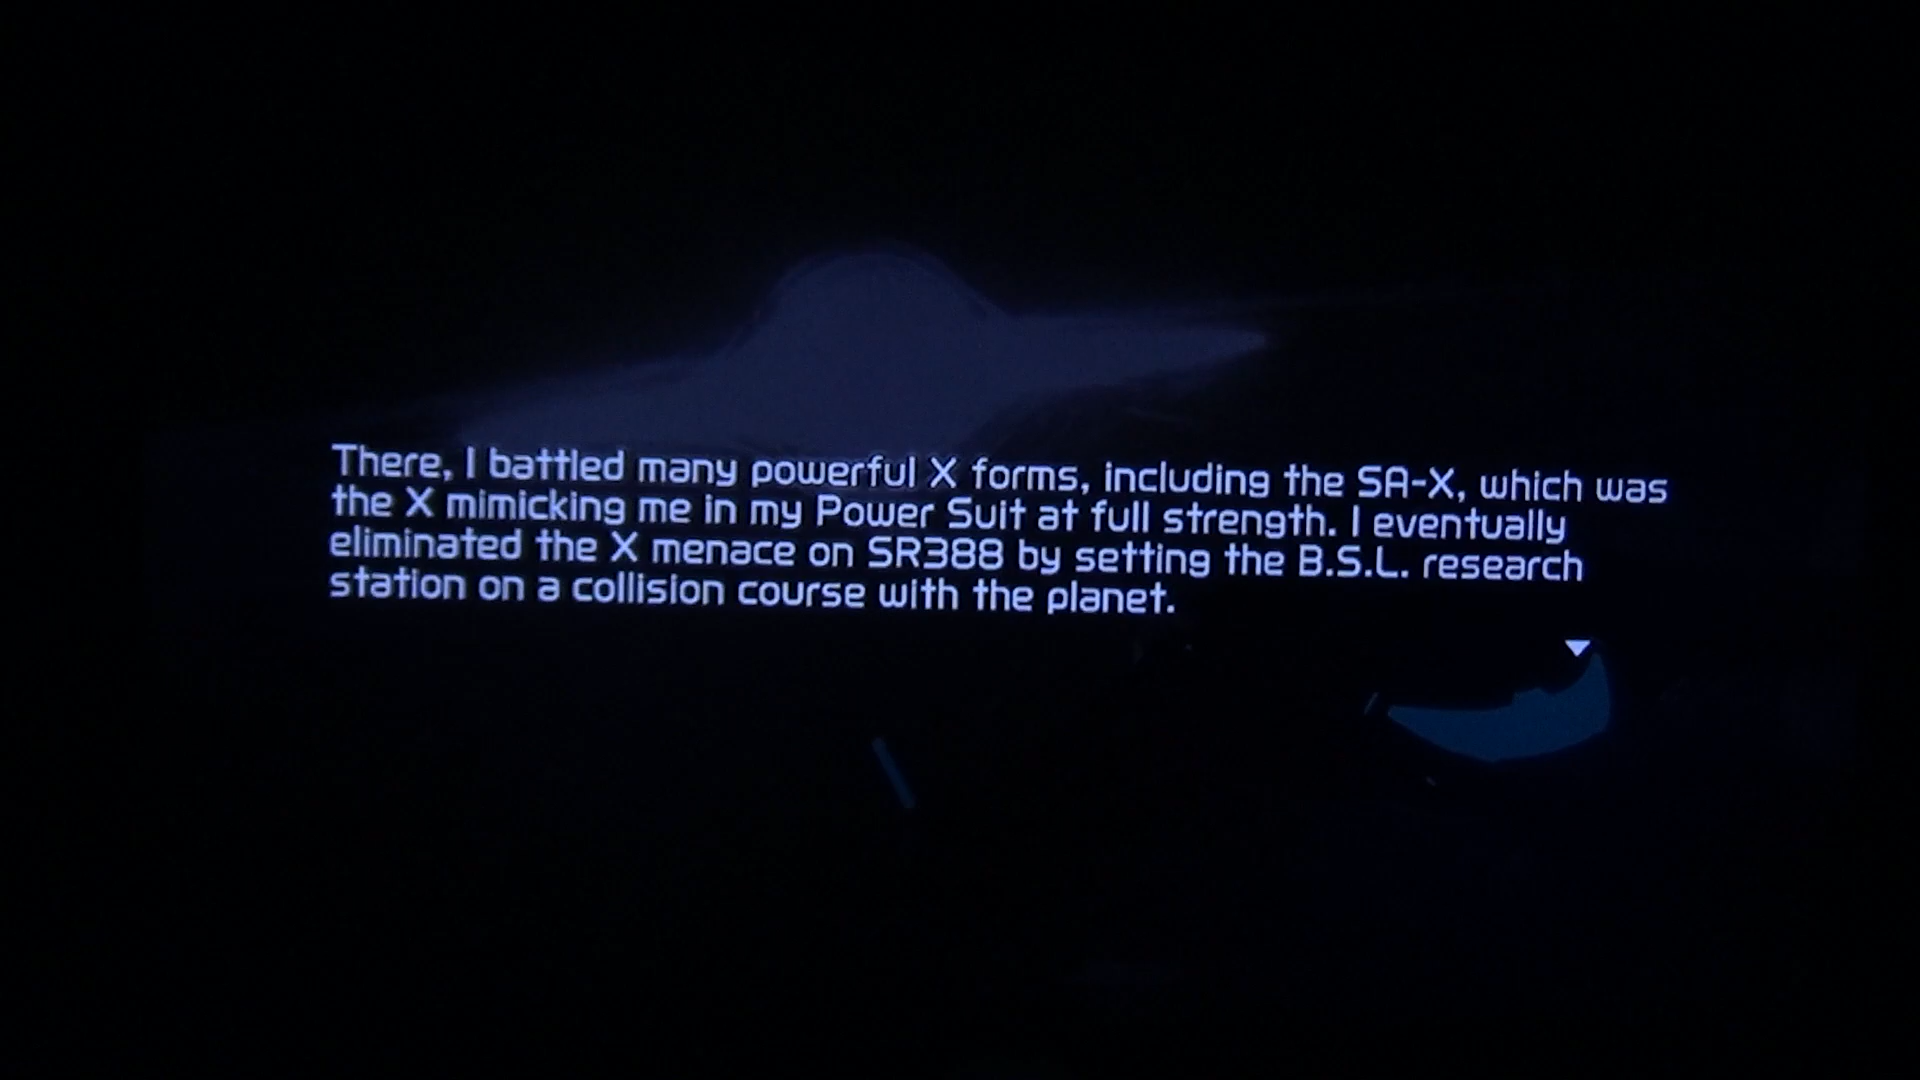 There, I battled many powerful X forms, including the SA-X, which was
the X mimicking me in my Power Suit at full strength. I eventually
eliminated the X menace on SR388 by setting the B.S.L. research
station on a collision course with the planet.